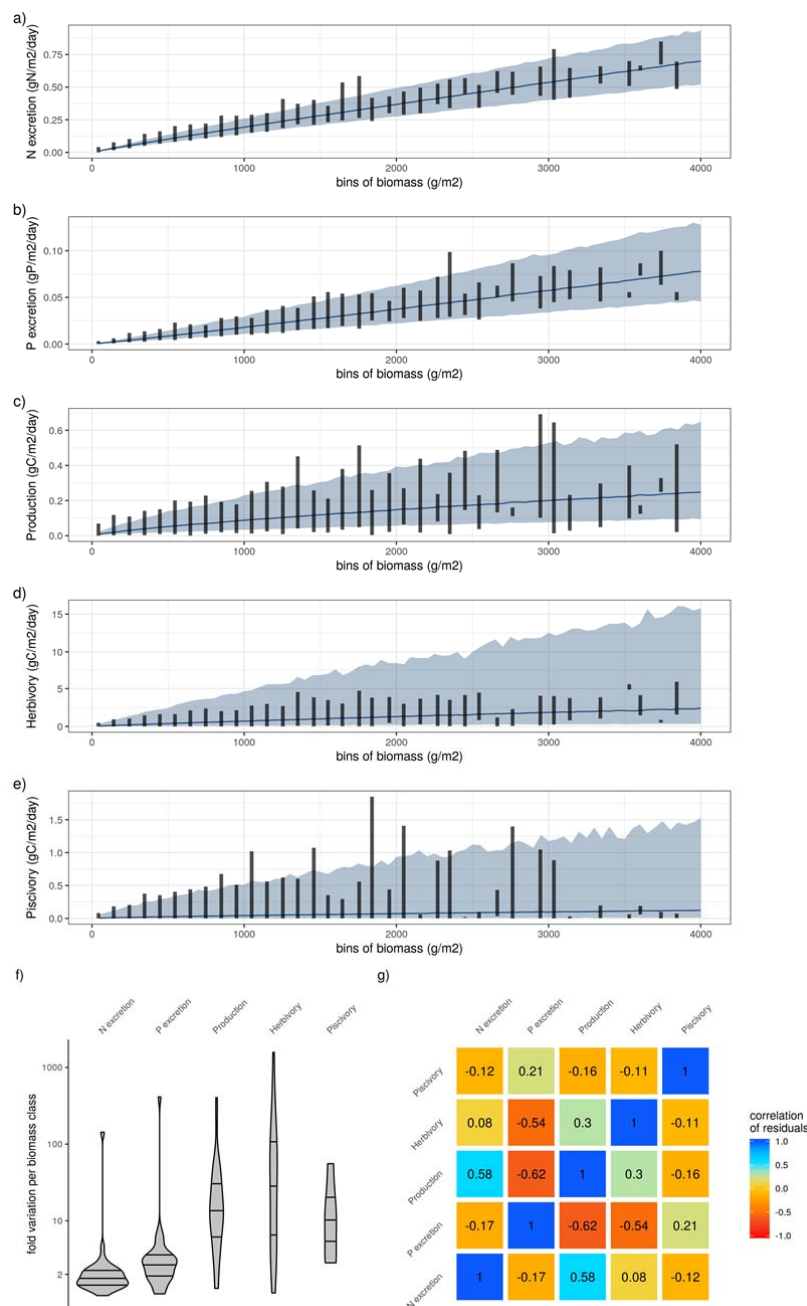 a)
N excretion (gN/m2/day)
0.75
0.50
0.25
0.00
0 1000 2000 3000 4000
bins of biomass (g/m2)
b)
P excretion (gP/m2/day)
0.10
0.05
0.00
0 1000 2000 3000 4000
bins of biomass (g/m2)
c)
Production (gC/m2/day)
0.6
0.4
0.2
0.0
0 1000 2000 3000 4000
bins of biomass (g/m2)
d)
Herbivory (gC/m2/day)
15
10
5
0
0 1000 2000 3000 4000
bins of biomass (g/m2)
e)
Piscivory (gC/m2/day)
1.5
1.0
0.5
0.0
0 1000 2000 3000 4000
bins of biomass (g/m2)
f)
N excretion P excretion Production Herbivory Piscivory
fold variation per biomass class
1000
100
10
2
g)
N excretion P excretion Production Herbivory Piscivory
Piscivory -0.12 0.21 -0.16 -0.11 1
Herbivory 0.08 -0.54 0.3 1 -0.11
Production 0.58 -0.62 1 0.3 -0.16
P excretion -0.17 1 -0.62 -0.54 0.21
N excretion 1 -0.17 0.58 0.08 -0.12
correlation
of residuals
1.0
0.5
0.0
-0.5
-1.0